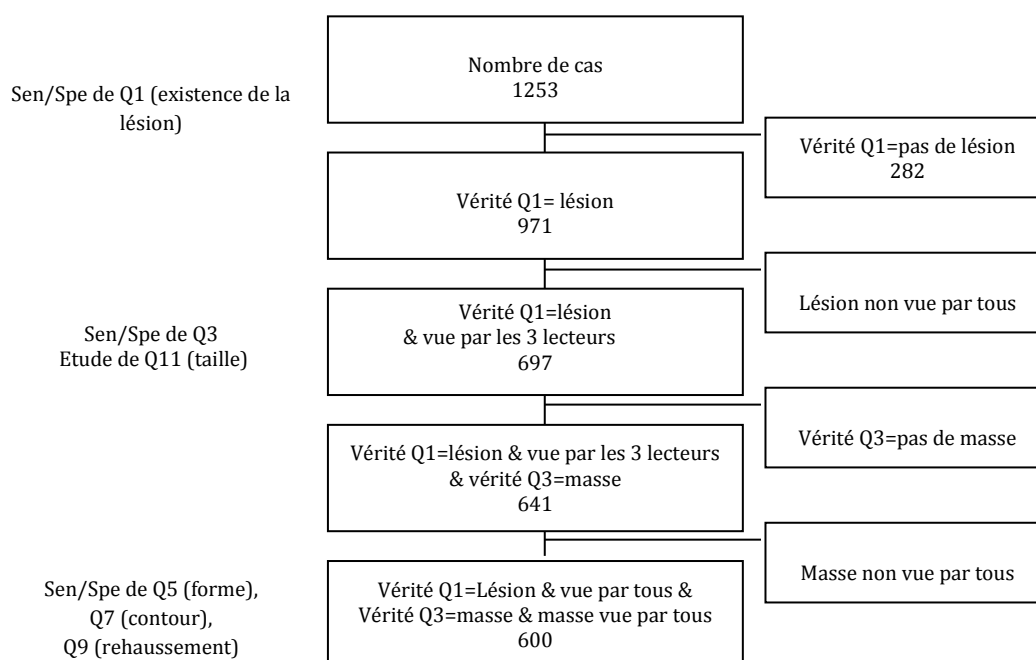 Nombre de cas
1253
Sen/Spe de Q1 (existence de la
lésion)
Vérité Q1=pas de lésion
282
Vérité Q1= lésion
971
Lésion non vue par tous
Vérité Q1=lésion
& vue par les 3 lecteurs
697
Sen/Spe de Q3
Etude de Q11 (taille)
Vérité Q3=pas de masse
Vérité Q1=lésion & vue par les 3 lecteurs
& vérité Q3=masse
641
Masse non vue par tous
Sen/Spe de Q5 (forme),
Q7 (contour),
Q9 (rehaussement)
Vérité Q1=Lésion & vue par tous &
Vérité Q3=masse & masse vue par tous
600